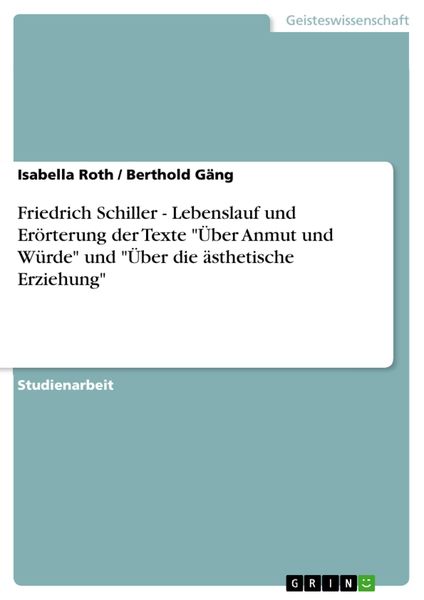 Geisteswissenschaft
Isabella Roth / Berthold Gäng
Friedrich Schiller - Lebenslauf und
Erörterung der Texte "Über Anmut und
Würde" und "Über die ästhetische
Erziehung"
Studienarbeit
GRIN